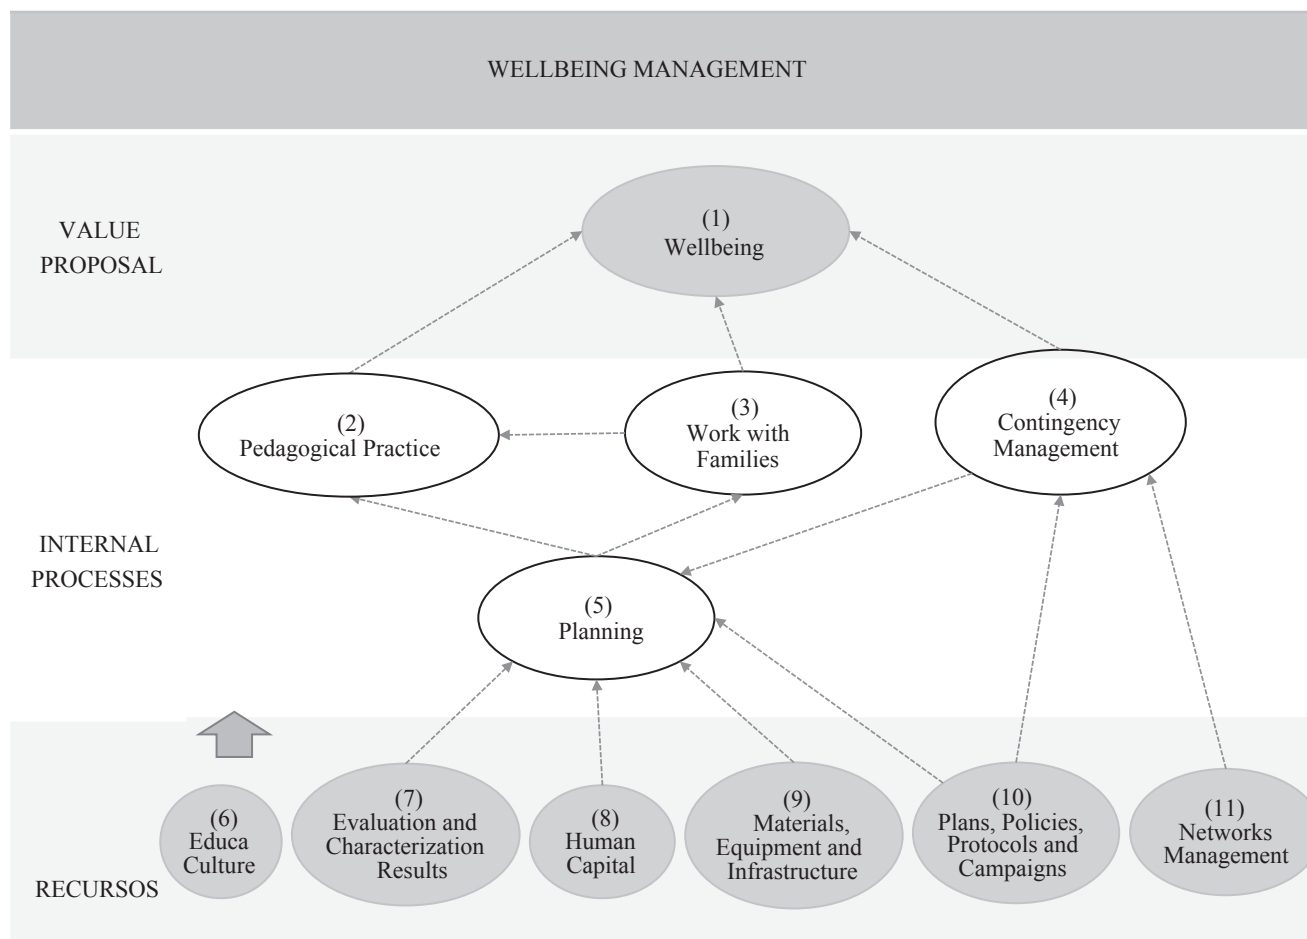 WELLBEING MANAGEMENT
VALUE
PROPOSAL
(1)
Wellbeing
(2)
Pedagogical Practice
(3)
Work with
Families
(4)
Contingency
Management
INTERNAL
PROCESSES
(5)
Planning
RECURSOS
(6)
Educa
Culture
(7)
Evaluation and
Characterization
Results
(8)
Human
Capital
(9)
Materials,
Equipment and
Infrastructure
(10)
Plans, Policies,
Protocols and
Campaigns
(11)
Networks
Management